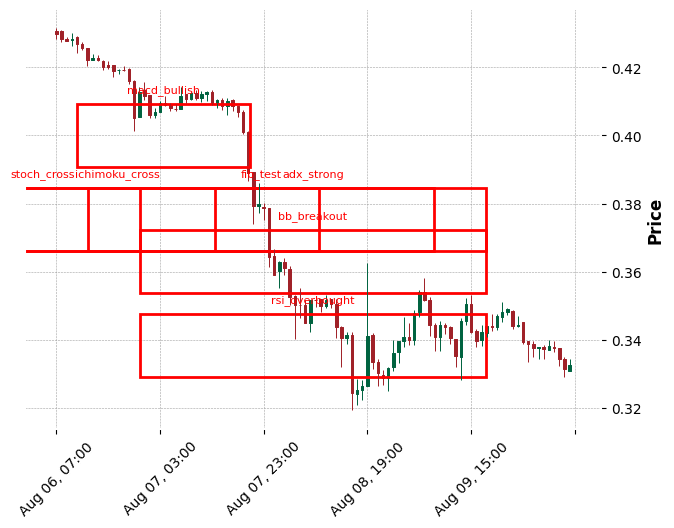 0.42
macd_bullish
0.40
stoch_cross
ichimoku_cross
fib_test
adx_strong
0.38
bb_breakout
Price
0.36
rsi_overbought
0.34
0.32
Aug 06, 07:00
Aug 07, 03:00
Aug 07, 23:00
Aug 08, 19:00
Aug 09, 15:00